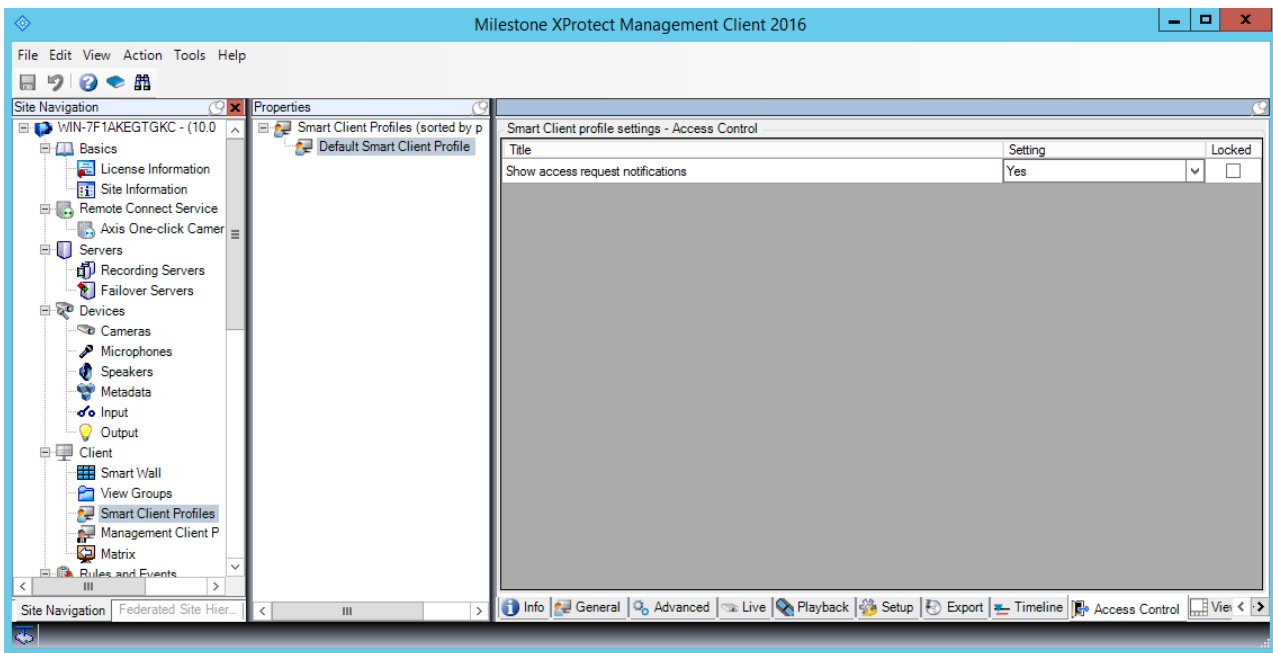 Milestone XProtect Management Client 2016
File Edit View Action Tools Help
Site Navigation
WIN-7F1AKEGTGKC - (10.0
Basics
License Information
Site Information
Remote Connect Service
Axis One-click Camer
Servers
Recording Servers
Failover Servers
Devices
Cameras
Microphones
Speakers
Metadata
Input
Output
Client
Smart Wall
View Groups
Smart Client Profiles
Management Client P
Matrix
Rules and Events
Site Navigation Federated Site Hier...
Properties
Smart Client Profiles (sorted by p
Default Smart Client Profile
Smart Client profile settings - Access Control
Title Setting Locked
Show access request notifications Yes
Info General Advanced Live Playback Setup Export Timeline Access Control View